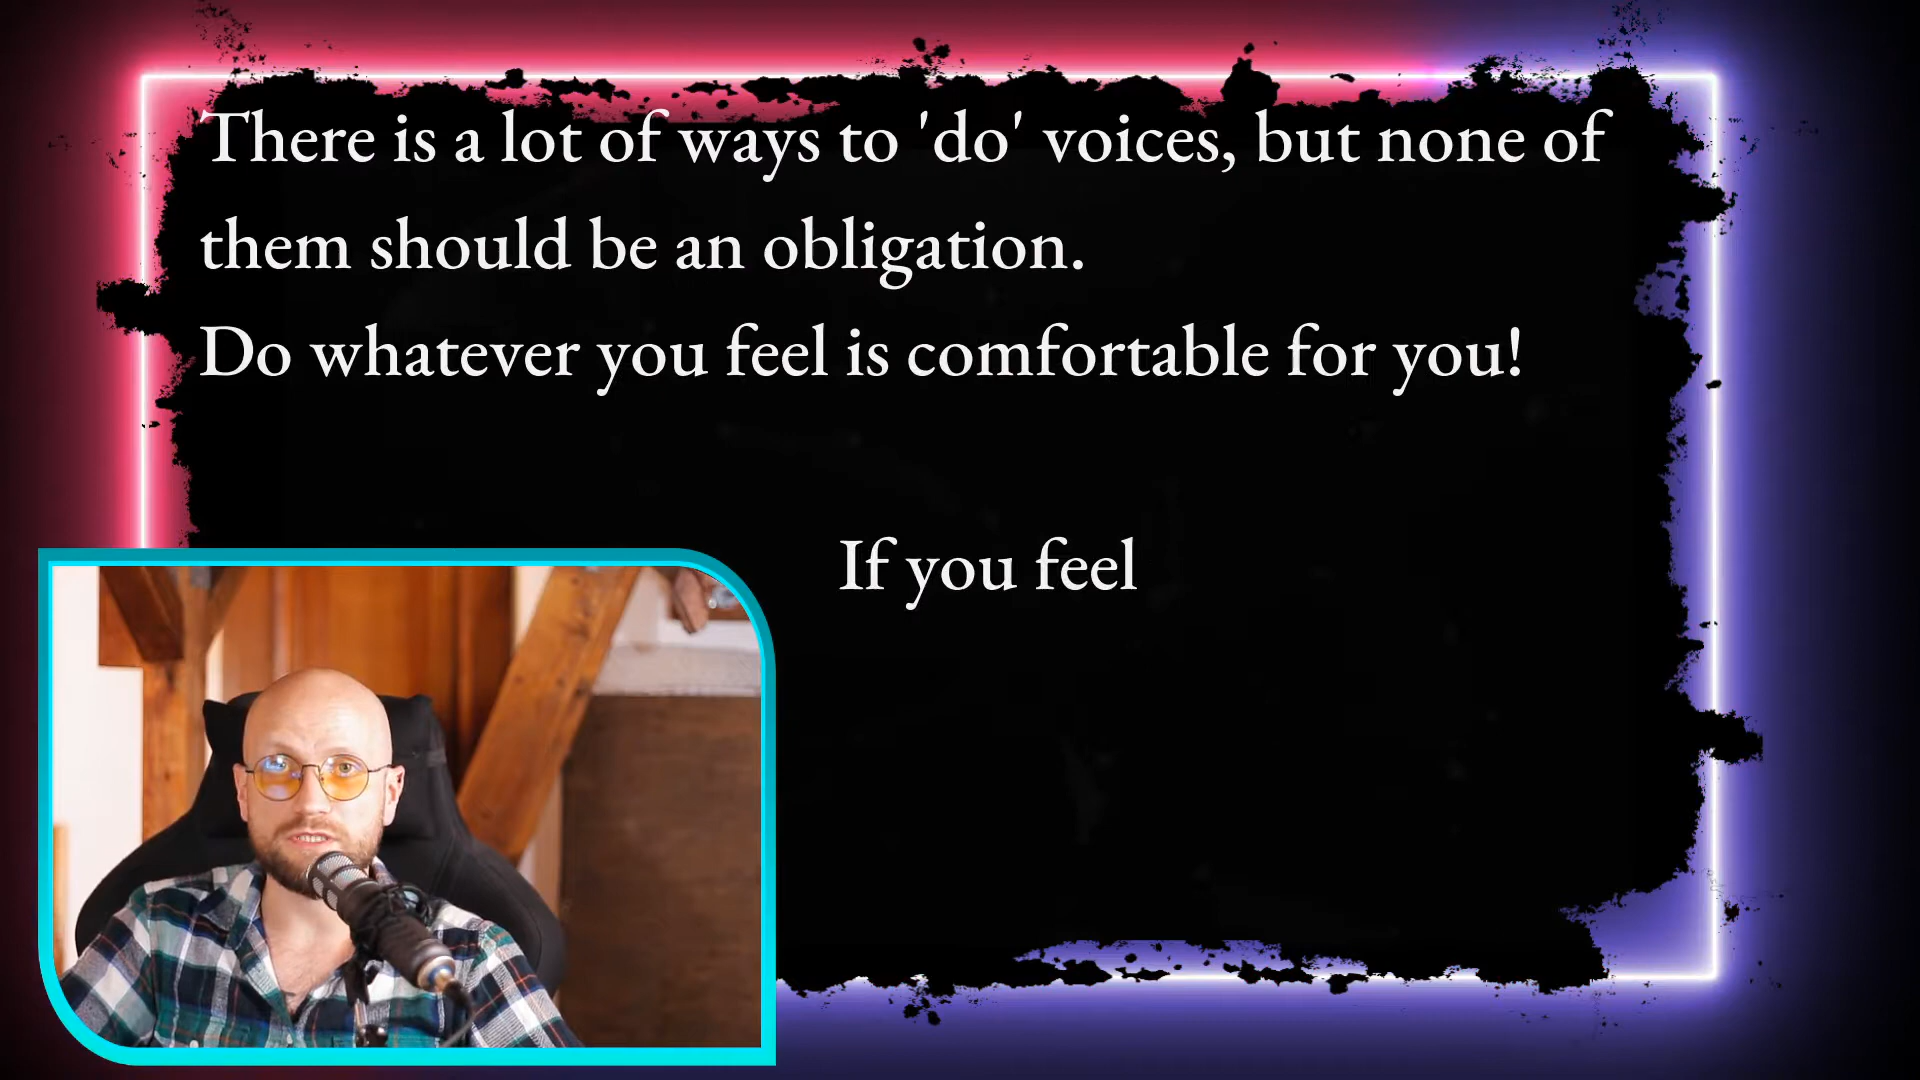 There is a lot of ways to 'do' voices, but none of
them should be an obligation.
Do whatever you feel is comfortable for you!
If you feel